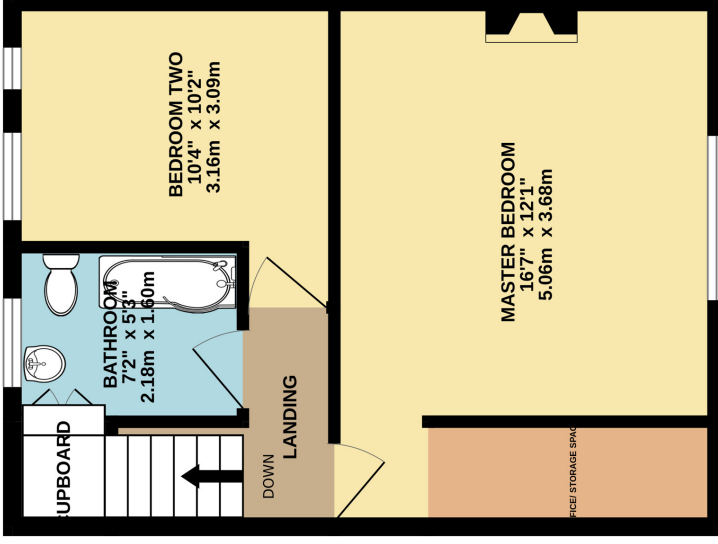 BEDROOM TWO
10'4" x 10'2"
3.16m x 3.09m
MASTER BEDROOM
16'7" x 12'1"
5.06m x 3.68m
BATHROOM
7'2" x 5'3"
2.18m x 1.60m
LANDING
DOWN
UPBOARD
FICE/ STORAGE SPAC